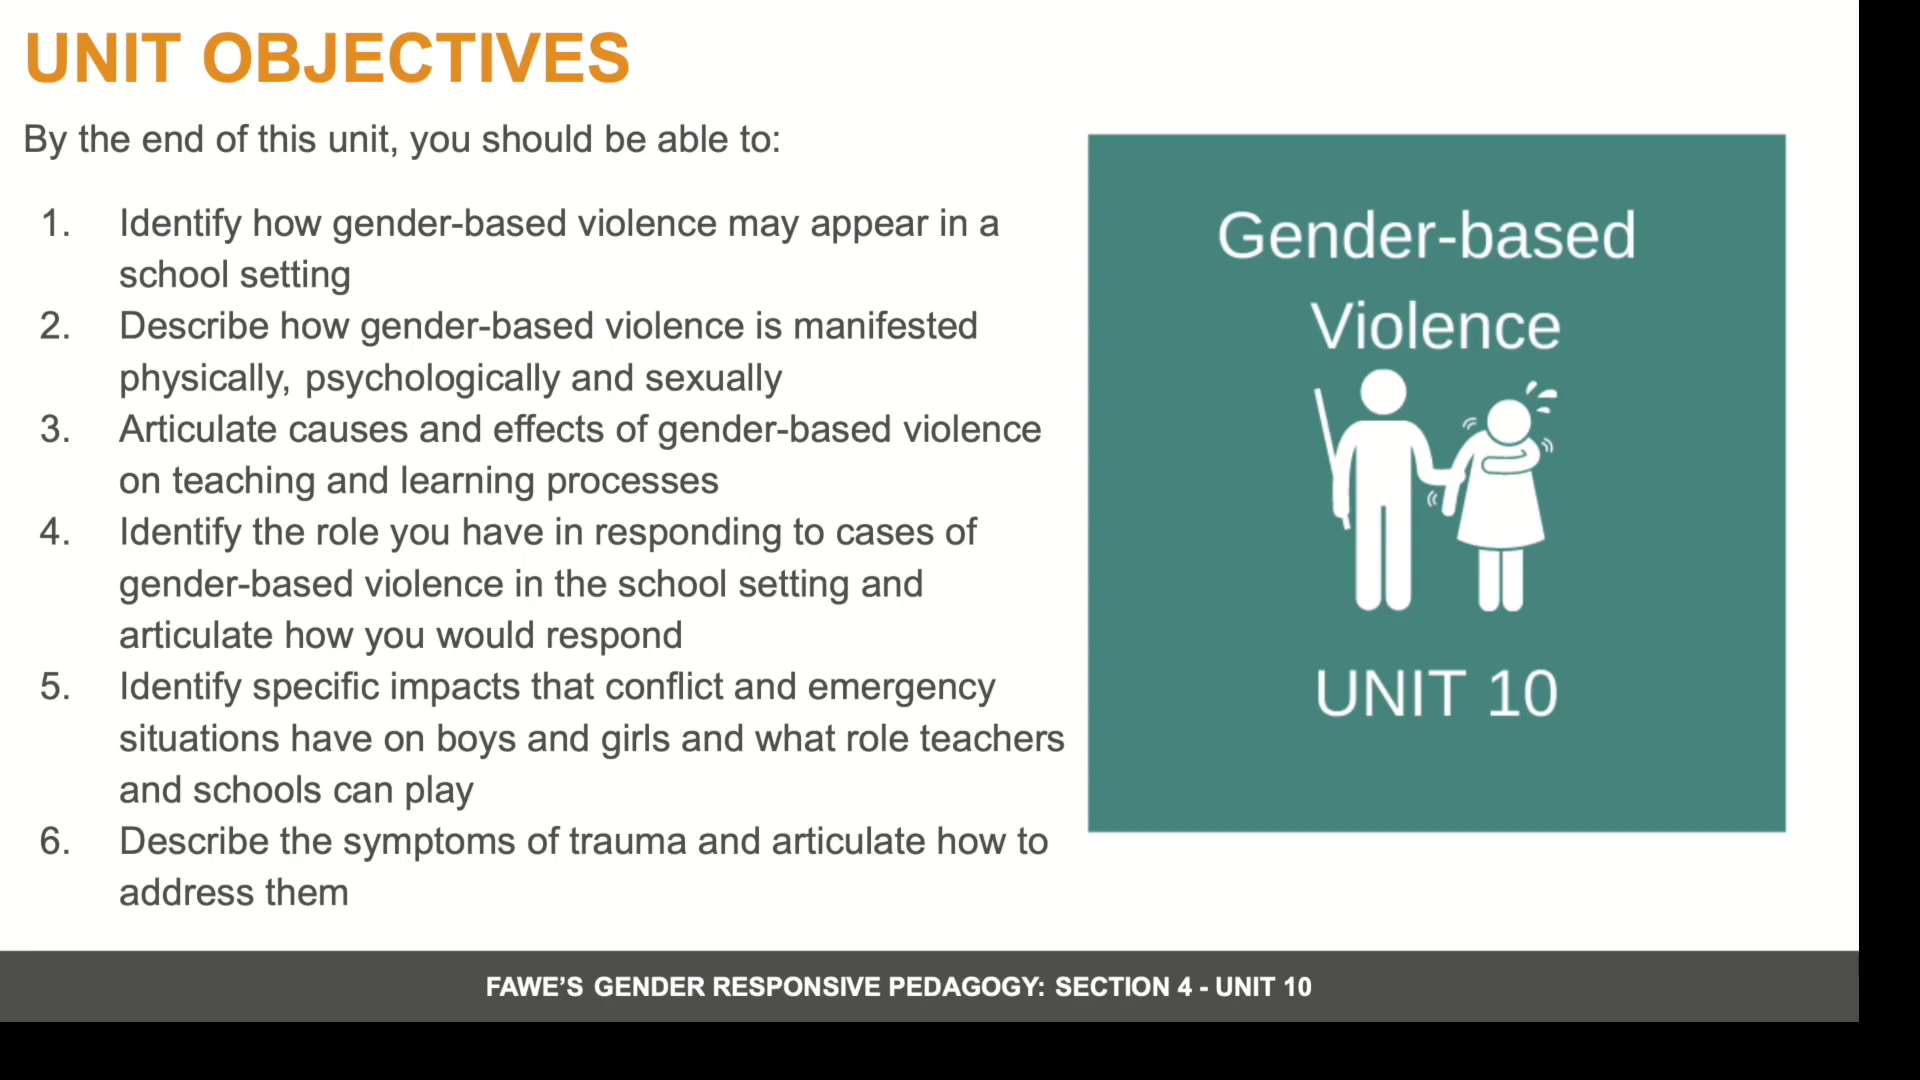 UNIT OBJECTIVES
By the end of this unit, you should be able to:
1. Identify how gender-based violence may appear in a
school setting
2. Describe how gender-based violence is manifested
physically, psychologically and sexually
3. Articulate causes and effects of gender-based violence
on teaching and learning processes
4. Identify the role you have in responding to cases of
gender-based violence in the school setting and
articulate how you would respond
5. Identify specific impacts that conflict and emergency
situations have on boys and girls and what role teachers
and schools can play
6. Describe the symptoms of trauma and articulate how to
address them
Gender-based
Violence
UNIT 10
FAWE’S GENDER RESPONSIVE PEDAGOGY: SECTION 4 - UNIT 10